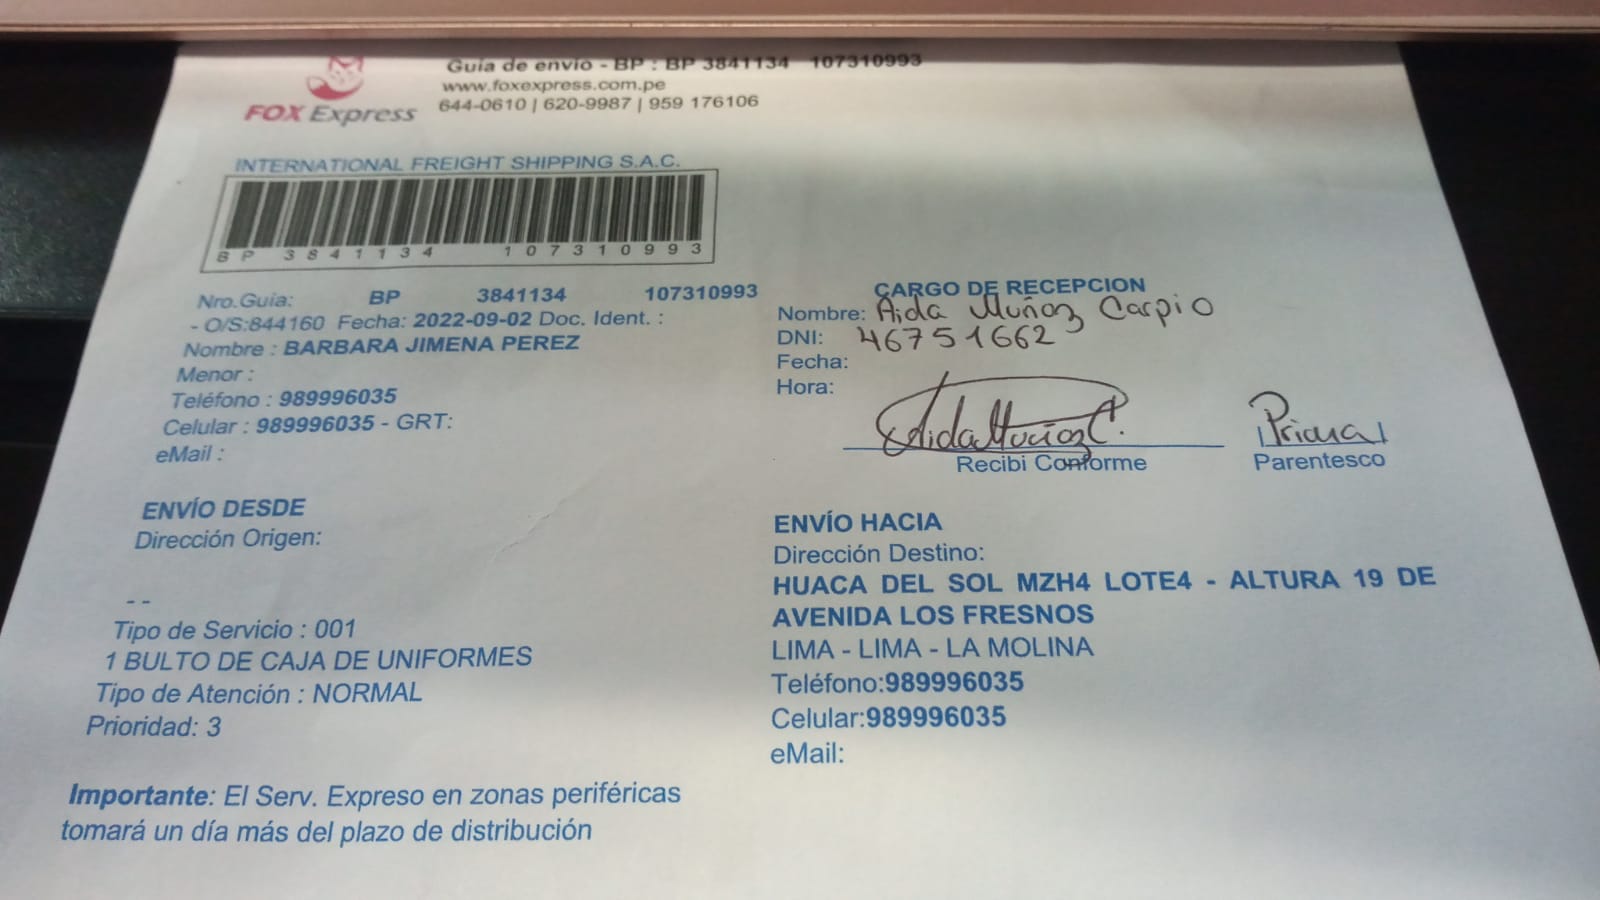 Guía de envío - BP : BP 3841134 107310993
www.foxexpress.com.pe
644-0610 | 620-9987 | 959 176106
FOX Express
INTERNATIONAL FREIGHT SHIPPING S.A.C.
BP 3841134 107310993
Nro.Guia: BP 3841134 107310993
- O/S:844160 Fecha: 2022-09-02 Doc. Ident. :
Nombre : BARBARA JIMENA PEREZ
Menor :
Teléfono : 989996035
Celular : 989996035 - GRT:
eMail :
CARGO DE RECEPCION
Nombre: Aida Muñoz Carpio
DNI: 46751662
Fecha:
Hora:
Aida Muñoz C.
Recibi Conforme
Prima
Parentesco
ENVÍO DESDE
Dirección Origen:
- -
Tipo de Servicio : 001
1 BULTO DE CAJA DE UNIFORMES
Tipo de Atención : NORMAL
Prioridad: 3
ENVÍO HACIA
Dirección Destino:
HUACA DEL SOL MZH4 LOTE4 - ALTURA 19 DE
AVENIDA LOS FRESNOS
LIMA - LIMA - LA MOLINA
Teléfono:989996035
Celular:989996035
eMail:
Importante: El Serv. Expreso en zonas periféricas
tomará un día más del plazo de distribución